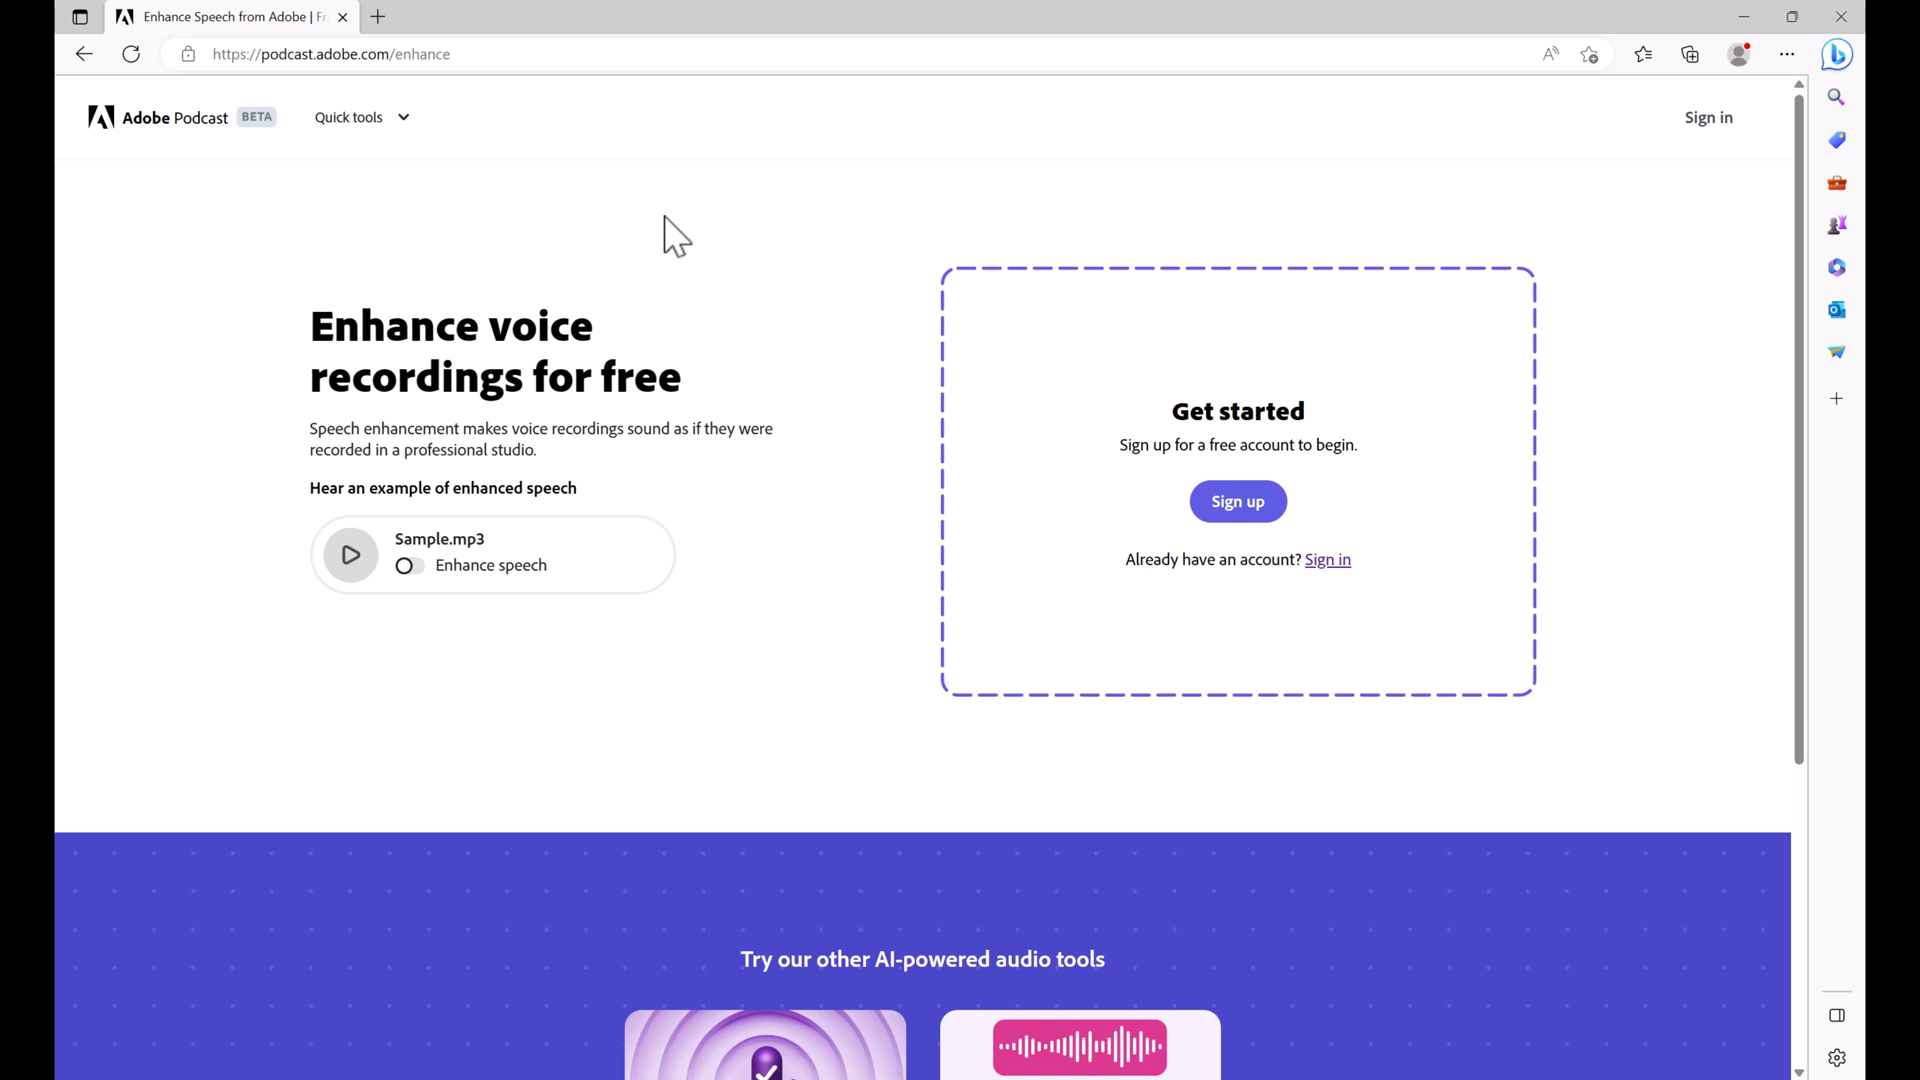 Enhance Speech from Adobe | Fr
https://podcast.adobe.com/enhance
Adobe Podcast BETA Quick tools
Sign in
Enhance voice
recordings for free
Speech enhancement makes voice recordings sound as if they were
recorded in a professional studio.
Hear an example of enhanced speech
Sample.mp3
Enhance speech
Get started
Sign up for a free account to begin.
Sign up
Already have an account? Sign in
Try our other AI-powered audio tools